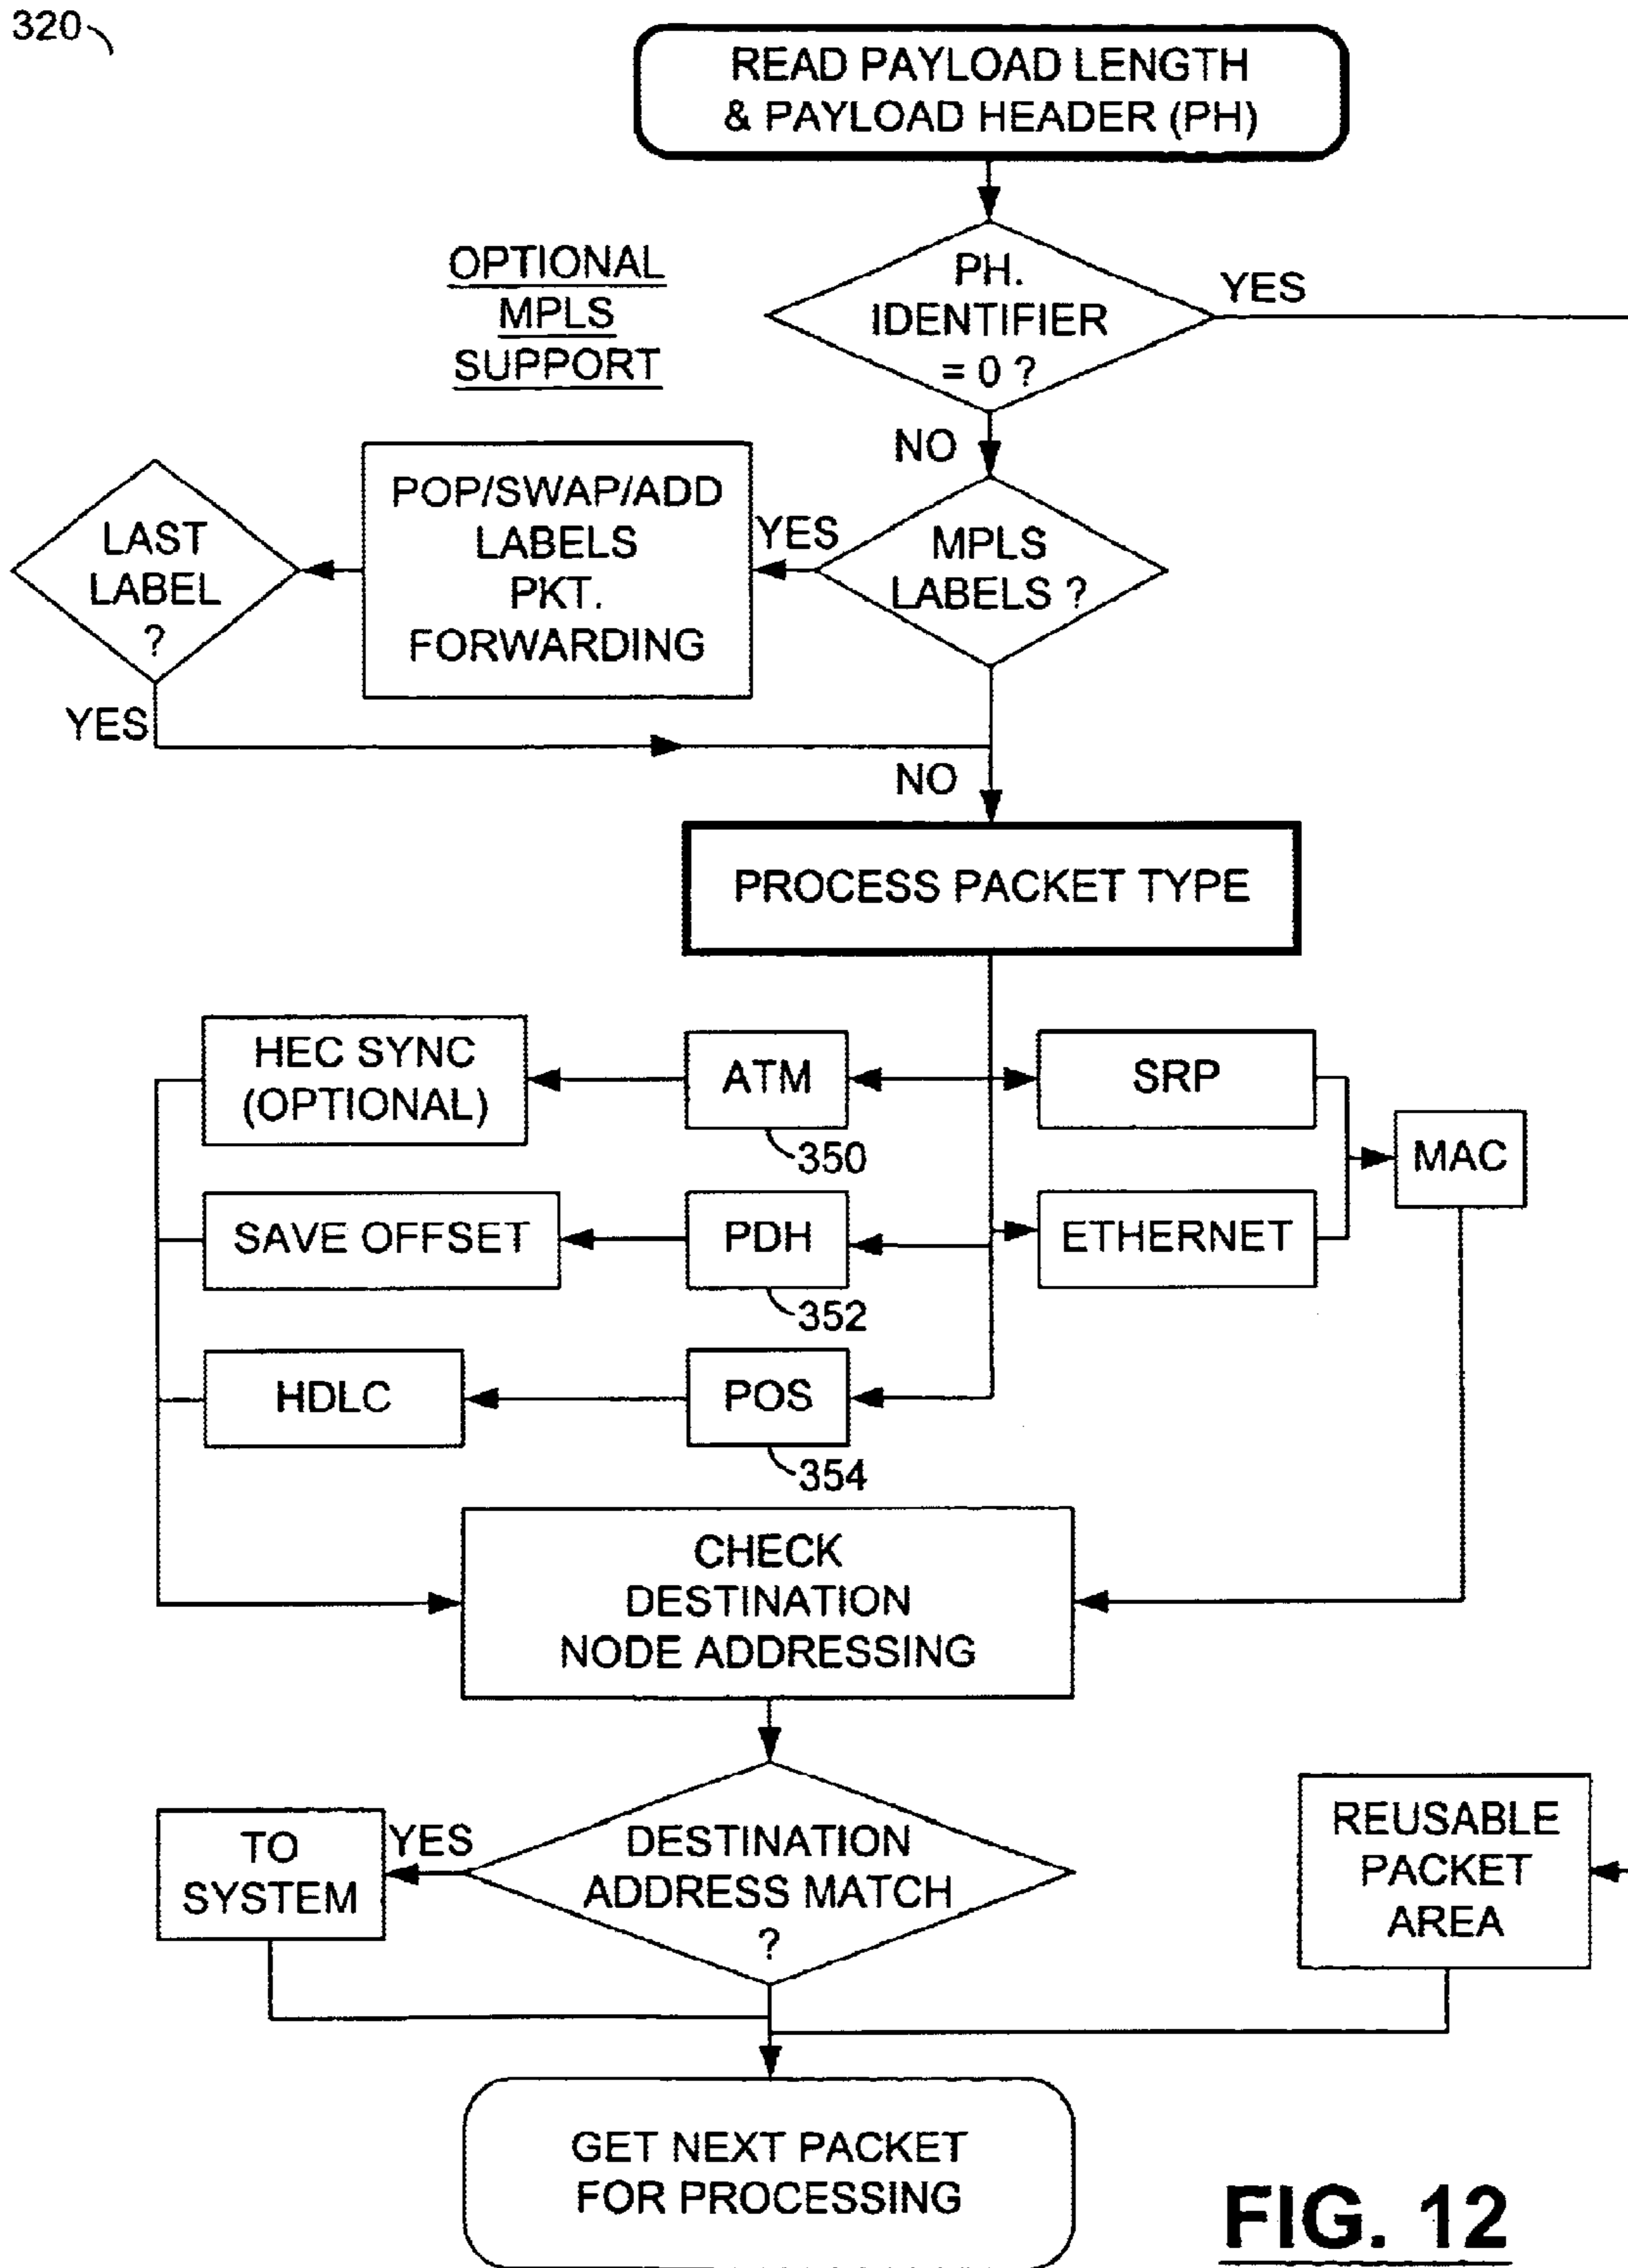 320
READ PAYLOAD LENGTH
& PAYLOAD HEADER (PH)
OPTIONAL
MPLS
SUPPORT
PH.
IDENTIFIER
= 0 ?
YES
NO
LAST
LABEL
?
POP/SWAP/ADD
LABELS
PKT.
FORWARDING
YES
MPLS
LABELS ?
YES
NO
PROCESS PACKET TYPE
HEC SYNC
(OPTIONAL)
ATM
350
SRP
MAC
SAVE OFFSET
PDH
352
ETHERNET
HDLC
POS
354
CHECK
DESTINATION
NODE ADDRESSING
TO
SYSTEM
YES
DESTINATION
ADDRESS MATCH
?
REUSABLE
PACKET
AREA
GET NEXT PACKET
FOR PROCESSING
FIG. 12